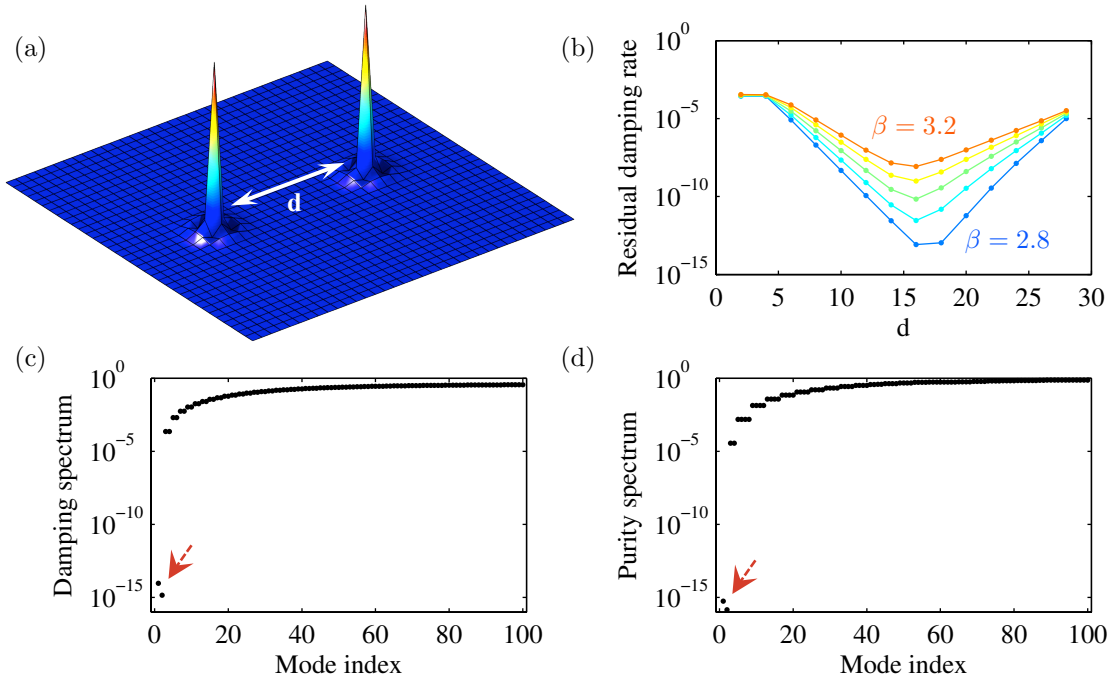 (a)
d
(b)
Residual damping rate
10^0
10^-5
10^-10
10^-15
β = 3.2
β = 2.8
0 5 10 15 20 25 30
d
(c)
Damping spectrum
10^0
10^-5
10^-10
10^-15
0 20 40 60 80 100
Mode index
(d)
Purity spectrum
10^0
10^-5
10^-10
10^-15
0 20 40 60 80 100
Mode index